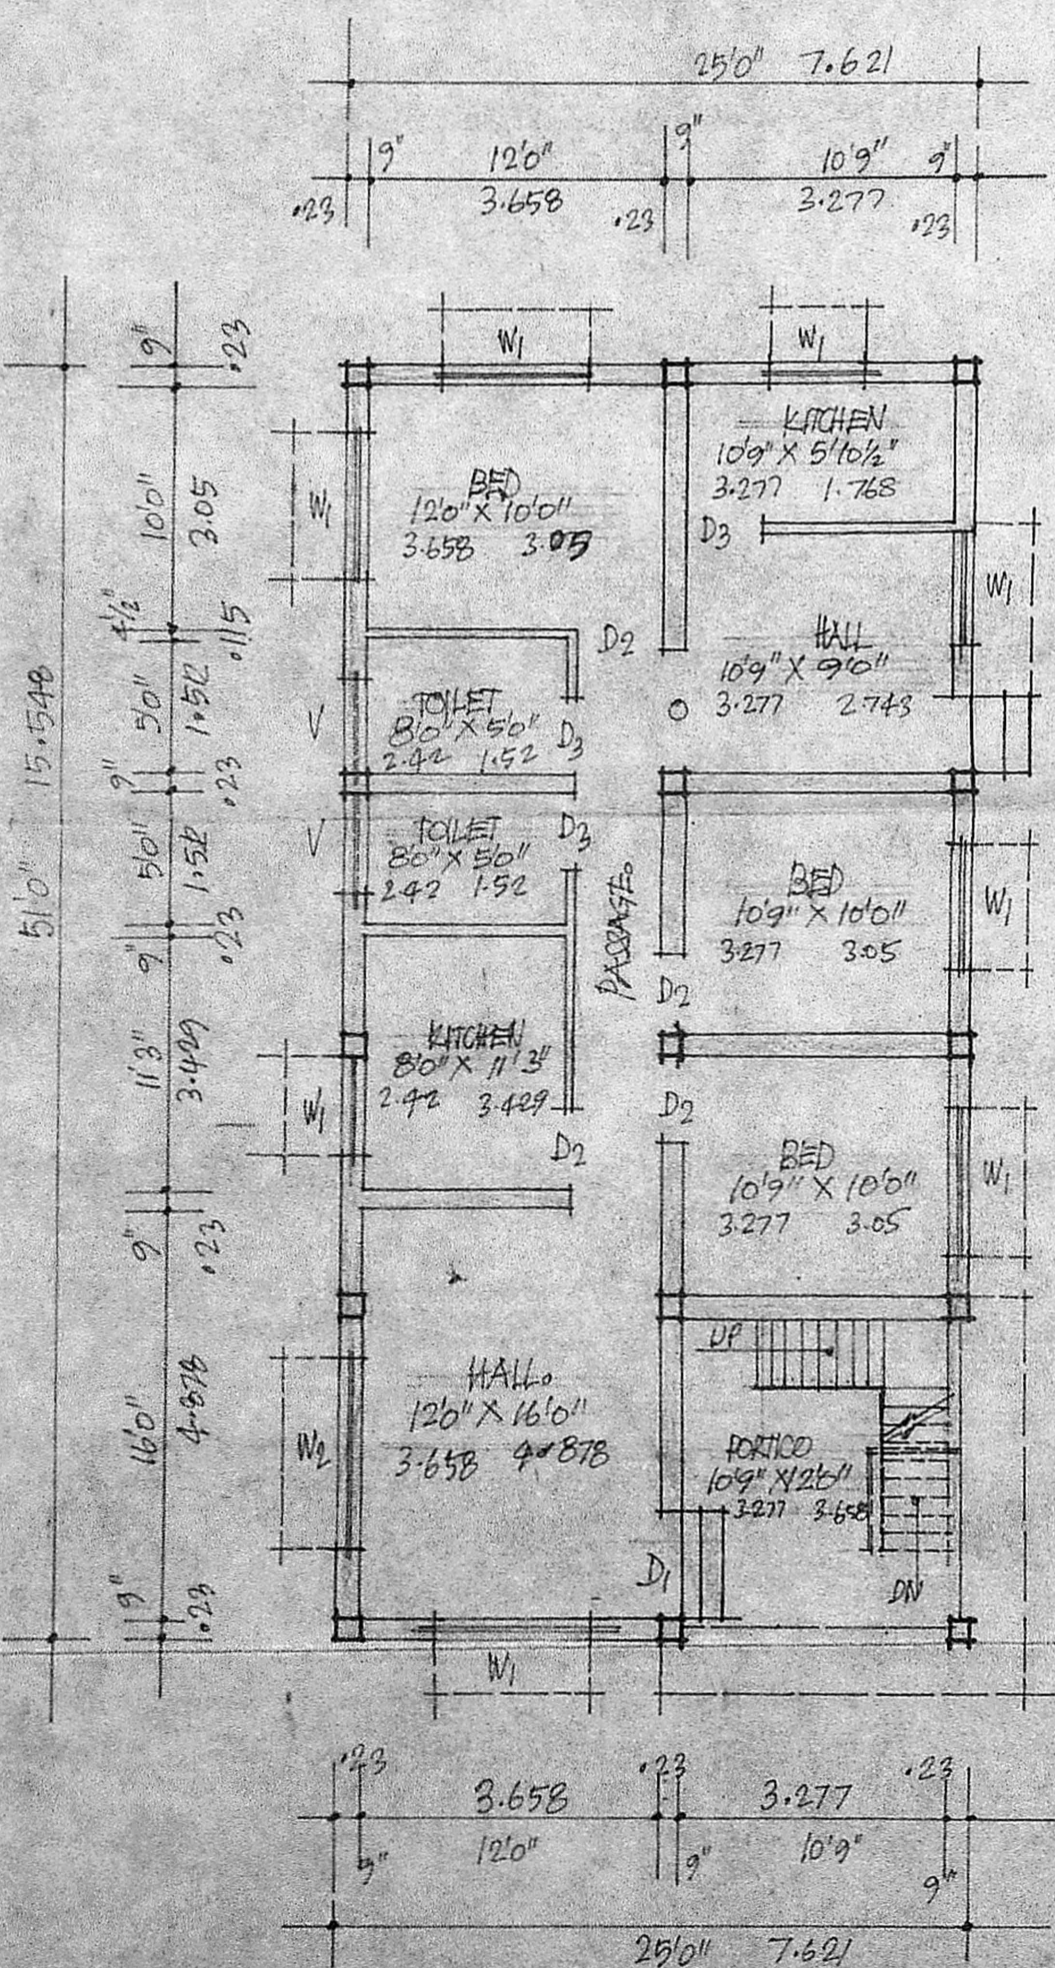 25'0" 7.621
9" 12'0" 9" 10'9" 9"
.23 3.658 .23 3.277 .23
W1 W1
9" .23
KITCHEN
10'9" X 5'10½"
3.277 1.768
BED
12'0" X 10'0"
3.658 3.05
W1
10'0" 3.05
D3
W1
4½" .115
D2
HALL
10'9" X 9'0"
3.277 2.743
TOILET
8'0" X 5'0"
2.42 1.52
D3
V
5'0" 1.52
O
9" .23
51'0" 15.548
TOILET
8'0" X 5'0"
2.42 1.52
D3
V
5'0" 1.52
PASSAGE.
BED
10'9" X 10'0"
3.277 3.05
W1
9" .23
D2
KITCHEN
8'0" X 11'3"
2.42 3.429
W1
11'3" 3.429
D2
D2
BED
10'9" X 10'0"
3.277 3.05
W1
9" .23
UP
HALL.
12'0" X 16'0"
3.658 4.878
W2
16'0" 4.878
PORTICO
10'9" X 12'0"
3.277 3.658
D1
DN
9" .23
W1
.23 3.658 .23 3.277 .23
9" 12'0" 9" 10'9" 9"
25'0" 7.621